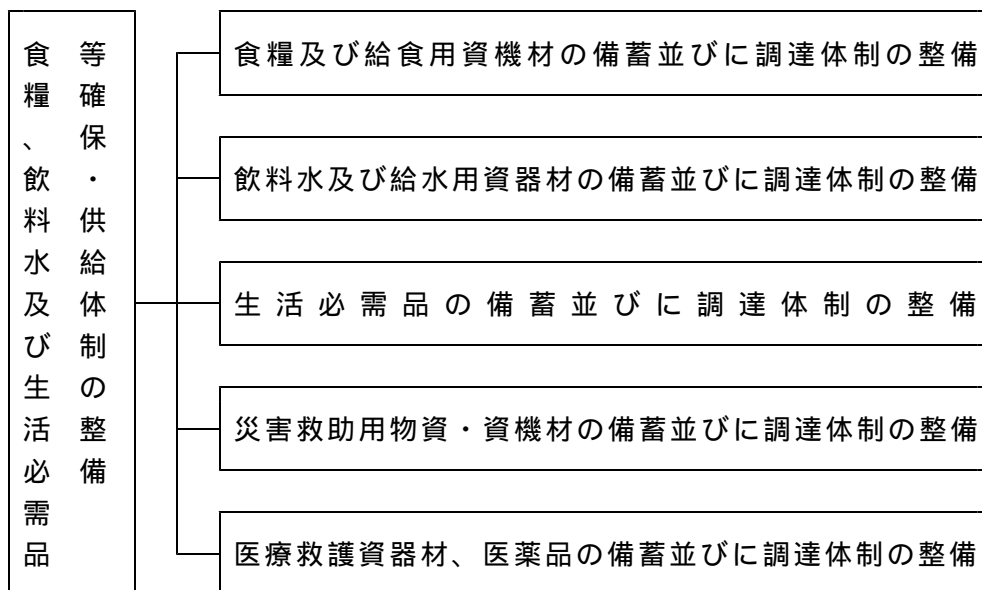 食糧、飲料水及び生活必需品
等確保・供給体制の整備
食糧及び給食用資機材の備蓄並びに調達体制の整備
飲料水及び給水用資器材の備蓄並びに調達体制の整備
生活必需品の備蓄並びに調達体制の整備
災害救助用物資・資機材の備蓄並びに調達体制の整備
医療救護資器材、医薬品の備蓄並びに調達体制の整備